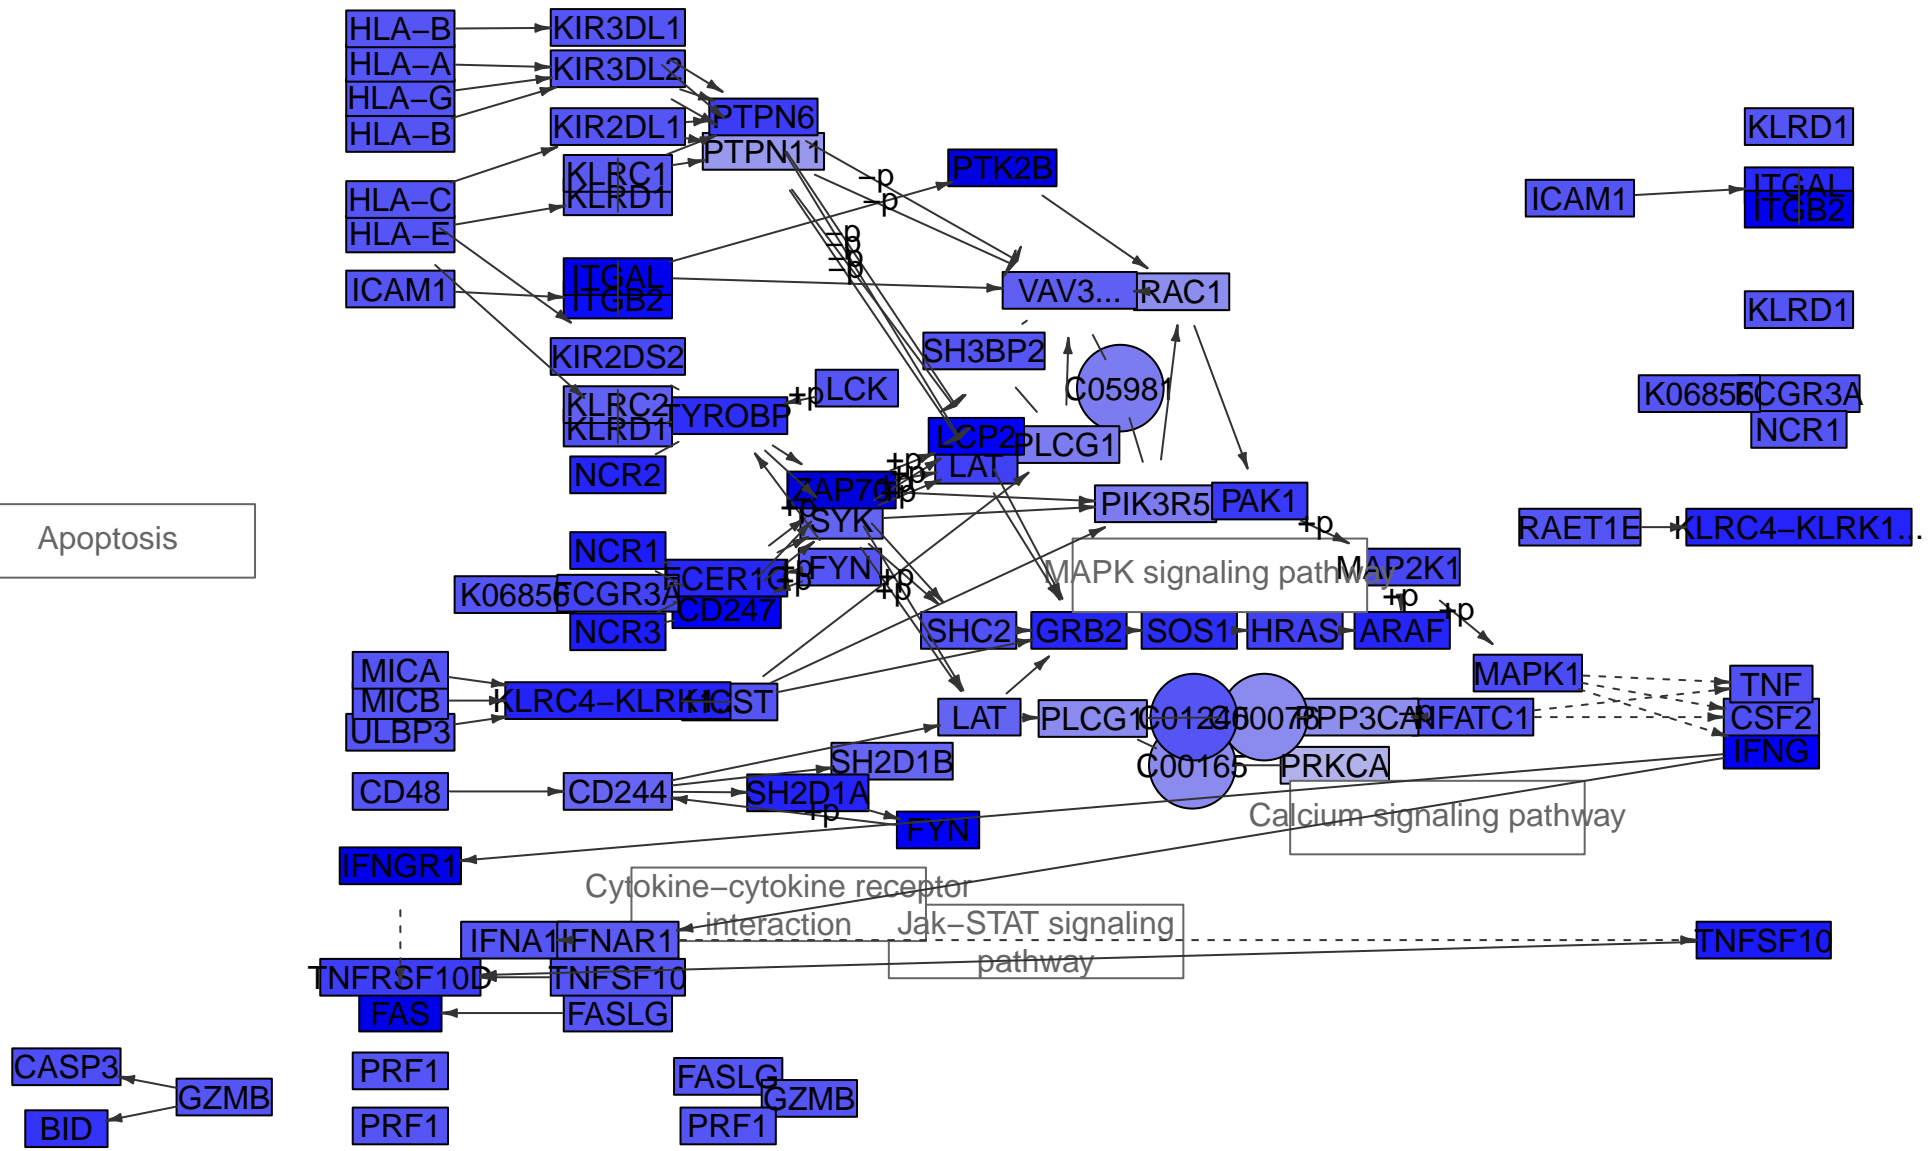 HLA−B
KIR3DL1
HLA−A
KIR3DL2
HLA−G
HLA−B
KIR2DL1
PTPN6
PTPN11
KLRC1
KLRD1
PTK2B
HLA−C
HLA−E
−p
−p
−p
−p
−p
−p
ICAM1
ITGAL
ITGB2
VAV3...
RAC1
KLRD1
ICAM1
ITGAL
ITGB2
KLRD1
KIR2DS2
SH3BP2
C05981
LCK
+p
KLRC2
KLRD1
TYROBP
LCP2
PLCG1
LAT
K06856
FCGR3A
NCR1
NCR2
ZAP70
+p
+p
+p
+p
+p
SYK
PIK3R5
PAK1
+p
Apoptosis
RAET1E
KLRC4−KLRK1...
NCR1
FYN
+p
+p
+p
+p
MAPK signaling pathway
MAP2K1
K06856
FCGR3A
FCER1G
CD247
NCR3
+p
+p
SHC2
GRB2
SOS1
HRAS
ARAF
MICA
MICB
ULBP3
KLRC4−KLRK1
HCST
MAPK1
TNF
CSF2
IFNG
LAT
PLCG1
C01245
C00076
PPP3CA
NFATC1
C00165
PRKCA
CD48
CD244
SH2D1B
SH2D1A
+p
FYN
Calcium signaling pathway
IFNGR1
Cytokine−cytokine receptor
interaction
Jak−STAT signaling
pathway
IFNA1
IFNAR1
TNFSF10
TNFRSF10D
TNFSF10
FAS
FASLG
CASP3
GZMB
BID
PRF1
PRF1
FASLG
GZMB
PRF1